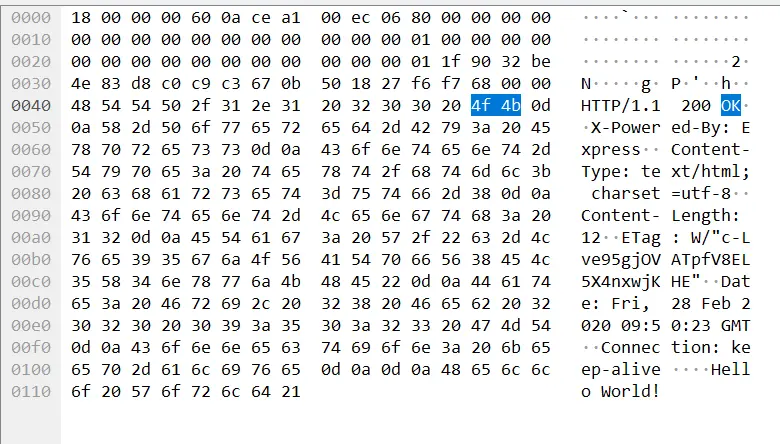 0000 18 00 00 00 60 0a ce a1 00 ec 06 80 00 00 00 00 ····`··· ········
0010 00 00 00 00 00 00 00 00 00 00 01 00 00 00 00 00 ········ ········
0020 00 00 00 00 00 00 00 00 00 00 01 1f 90 32 be ········ ······2·
0030 4e 83 d8 c0 c9 c3 67 0b 50 18 27 f6 f7 68 00 00 N·····g· P·'··h··
0040 48 54 54 50 2f 31 2e 31 20 32 30 30 20 4f 4b 0d HTTP/1.1 200 OK·
0050 0a 58 2d 50 6f 77 65 72 65 64 2d 42 79 3a 20 45 ·X-Power ed-By: E
0060 78 70 72 65 73 73 0d 0a 43 6f 6e 74 65 6e 74 2d xpress·· Content-
0070 54 79 70 65 3a 20 74 65 78 74 2f 68 74 6d 6c 3b Type: te xt/html;
0080 20 63 68 61 72 73 65 74 3d 75 74 66 2d 38 0d 0a charset =utf-8··
0090 43 6f 6e 74 65 6e 74 2d 4c 65 6e 67 74 68 3a 20 Content- Length:
00a0 31 32 0d 0a 45 54 61 67 3a 20 57 2f 22 63 2d 4c 12··ETag : W/"c-L
00b0 76 65 39 35 67 6a 4f 56 41 54 70 66 56 38 45 4c ve95gjOV ATpfV8EL
00c0 35 58 34 6e 78 77 6a 4b 48 45 22 0d 0a 44 61 74 5X4nxwjK HE"··Dat
00d0 65 3a 20 46 72 69 2c 20 32 38 20 46 65 62 20 32 e: Fri, 28 Feb 2
00e0 30 32 30 20 30 39 3a 35 30 3a 32 33 20 47 4d 54 020 09:5 0:23 GMT
00f0 0d 0a 43 6f 6e 6e 65 63 74 69 6f 6e 3a 20 6b 65 ··Connec tion: ke
0100 65 70 2d 61 6c 69 76 65 0d 0a 0d 0a 48 65 6c 6c ep-alive ····Hell
0110 6f 20 57 6f 72 6c 64 21 o World!